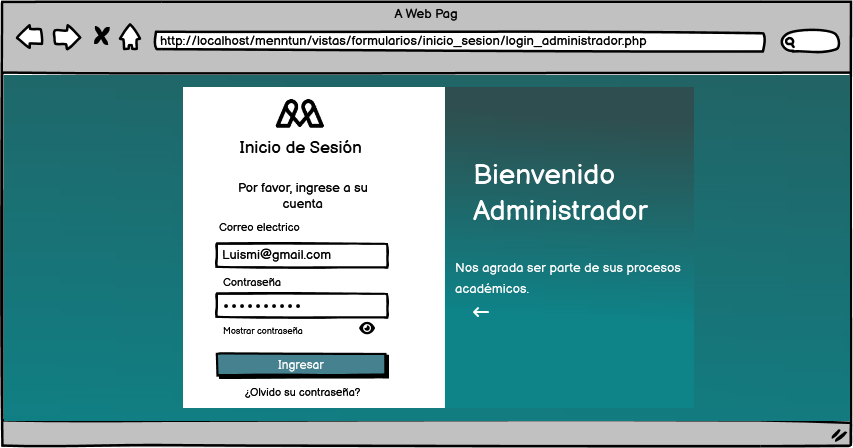 A Web Pag
http://localhost/menntun/vistas/formularios/inicio_sesion/login_administrador.php
Inicio de Sesión
Por favor, ingrese a su
cuenta
Correo electrico
Luismi@gmail.com
Contraseña
••••••••••
Mostrar contraseña
Ingresar
¿Olvido su contraseña?
Bienvenido
Administrador
Nos agrada ser parte de sus procesos
académicos.